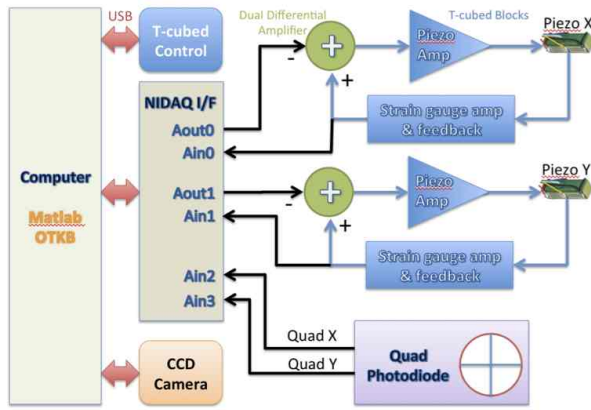 USB
T-cubed
Control
Dual Differential
Amplifier
T-cubed Blocks
Piezo X
Piezo
Amp
+
-
+
NIDAQ I/F
Aout0
Ain0
Strain gauge amp
& feedback
Computer
Matlab
OTKB
Aout1
Ain1
Piezo Y
Piezo
Amp
+
-
+
Strain gauge amp
& feedback
Ain2
Ain3
Quad X
Quad Y
CCD
Camera
Quad
Photodiode